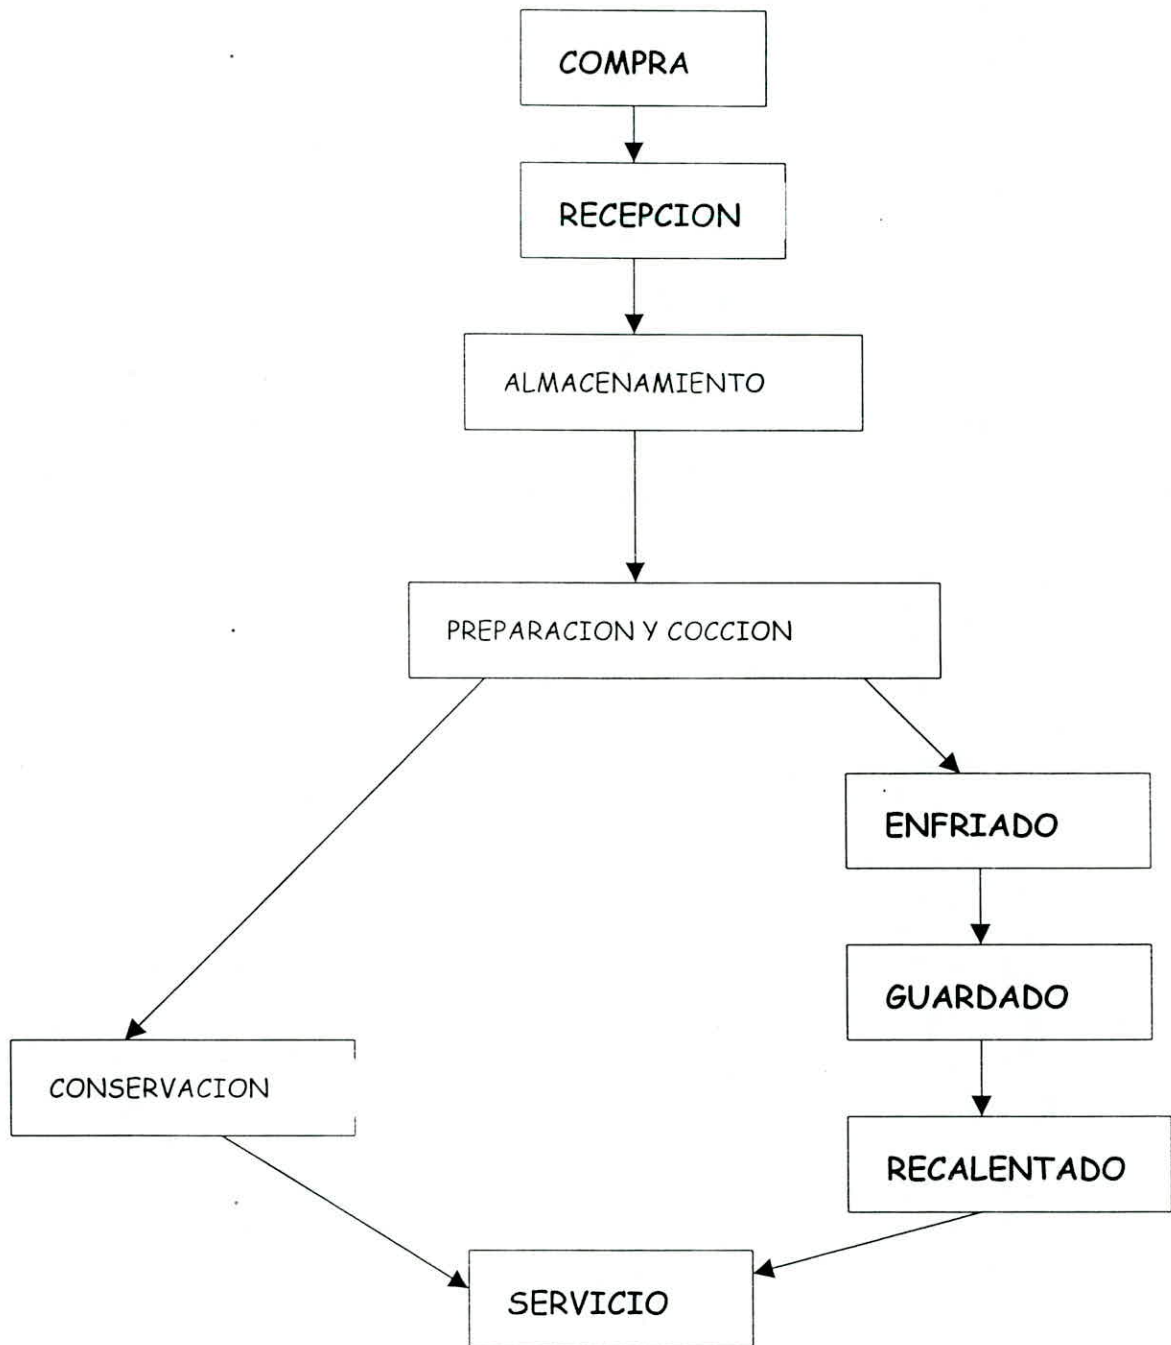 COMPRA
RECEPCION
ALMACENAMIENTO
PREPARACION Y COCCION
ENFRIADO
GUARDADO
CONSERVACION
RECALENTADO
SERVICIO